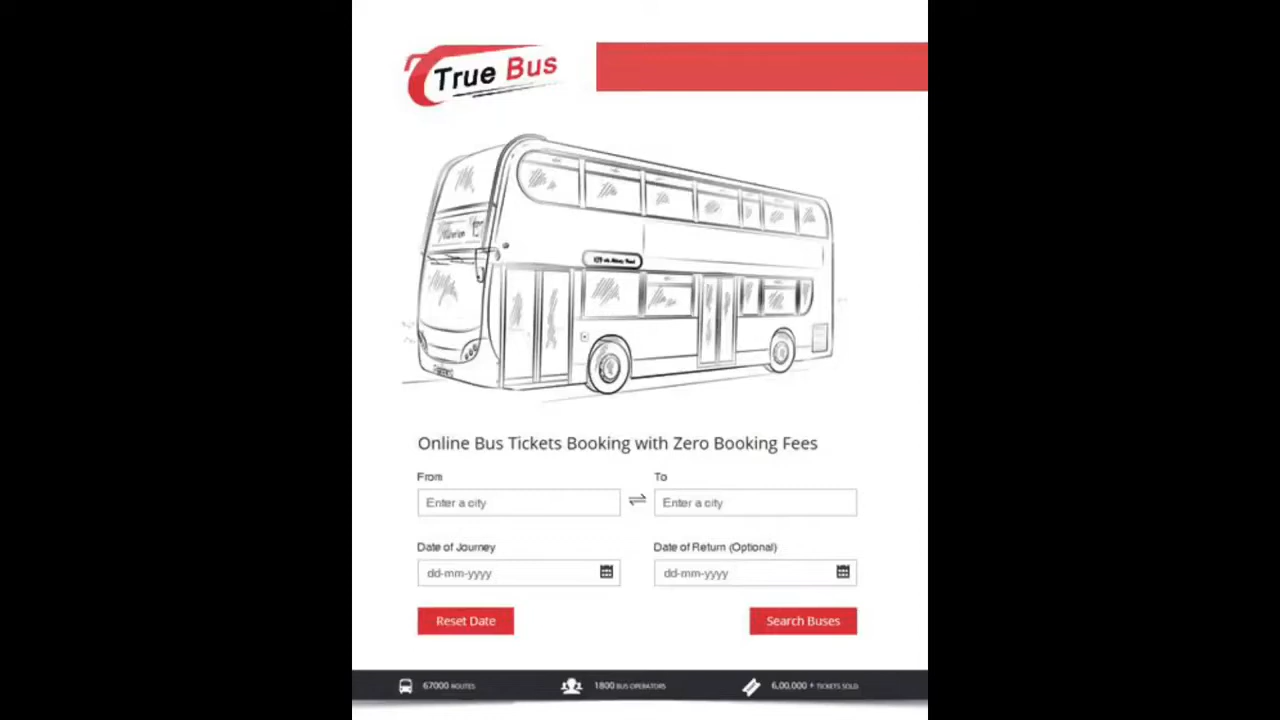 True Bus
Online Bus Tickets Booking with Zero Booking Fees
From
To
Enter a city
Enter a city
Date of Journey
Date of Return (Optional)
dd-mm-yyyy
dd-mm-yyyy
Reset Date
Search Buses
67000 ROUTES
1800 BUS OPERATORS
6,00,000 + TICKETS SOLD